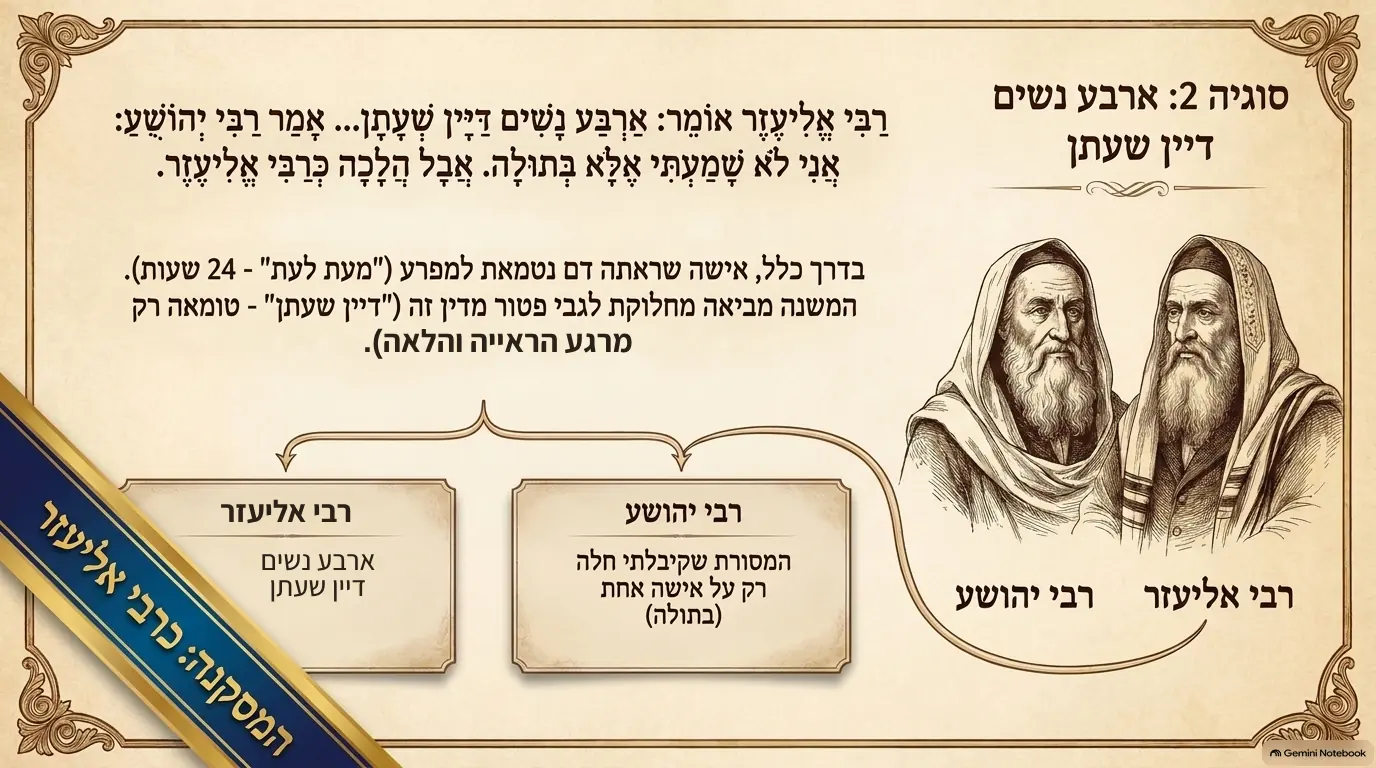 סוגיה 2: ארבע נשים
דיין שעתן
רַבִּי אֱלִיעֶזֶר אוֹמֵר: אַרְבַּע נָשִׁים דַּיָּין שְׁעָתָן... אָמַר רַבִּי יְהוֹשֻׁעַ:
אֲנִי לֹא שָׁמַעְתִּי אֶלָּא בְּתוּלָה. אֲבָל הֲלָכָה כְּרַבִּי אֱלִיעֶזֶר.
בדרך כלל, אישה שראתה דם נטמאת למפרע ("מעת לעת" - 24 שעות).
המשנה מביאה מחלוקת לגבי פטור מדין זה ("דיין שעתן" - טומאה רק
מרגע הראייה והלאה).
רבי יהושע
המסורת שקיבלתי חלה
רק על אישה אחת
(בתולה)
רבי אליעזר
ארבע נשים
דיין שעתן
רבי אליעזר
רבי יהושע
המסקנה: כרבי אליעזר
Gemini Notebook